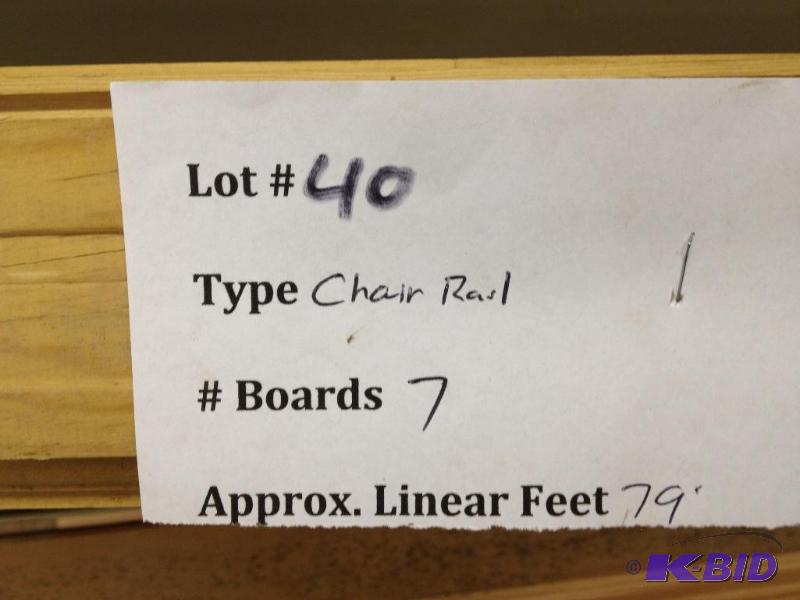 Lot # 40
Type Chair Rail
# Boards 7
Approx. Linear Feet 79'
© K-BID